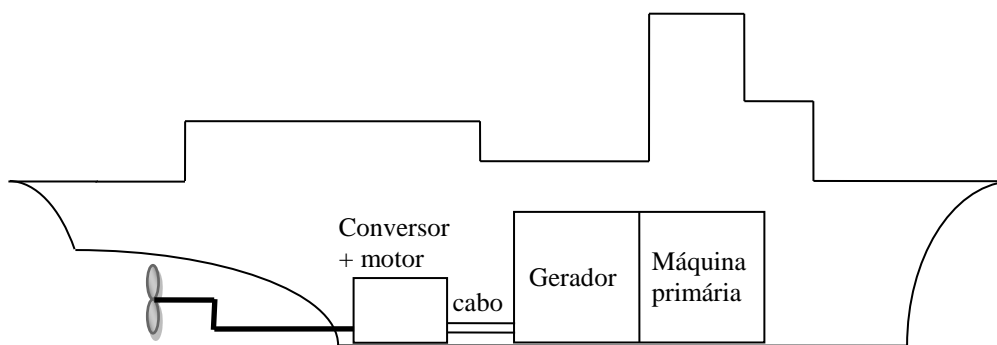 Conversor
+ motor
cabo
Gerador
Máquina
primária